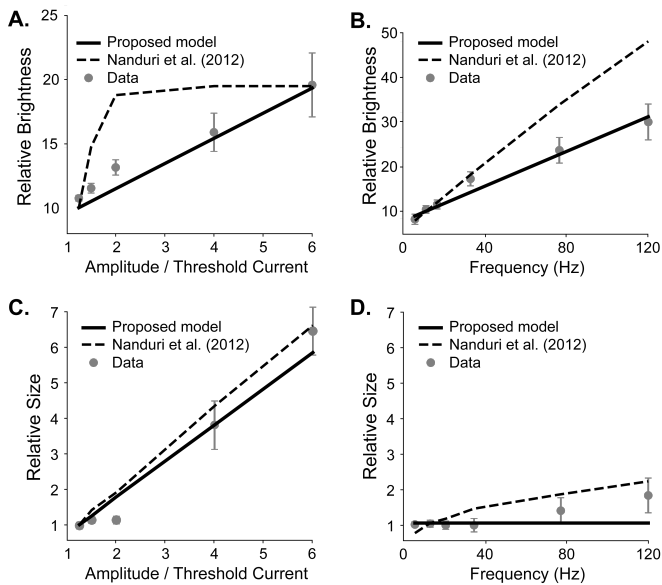 A.
25
20
15
10
Relative Brightness
Proposed model
Nanduri et al. (2012)
Data
1 2 3 4 5 6
Amplitude / Threshold Current
B.
50
40
30
20
10
Relative Brightness
Proposed model
Nanduri et al. (2012)
Data
0 40 80 120
Frequency (Hz)
C.
7
6
5
4
3
2
1
Relative Size
Proposed model
Nanduri et al. (2012)
Data
1 2 3 4 5 6
Amplitude / Threshold Current
D.
7
6
5
4
3
2
1
Relative Size
Proposed model
Nanduri et al. (2012)
Data
0 40 80 120
Frequency (Hz)